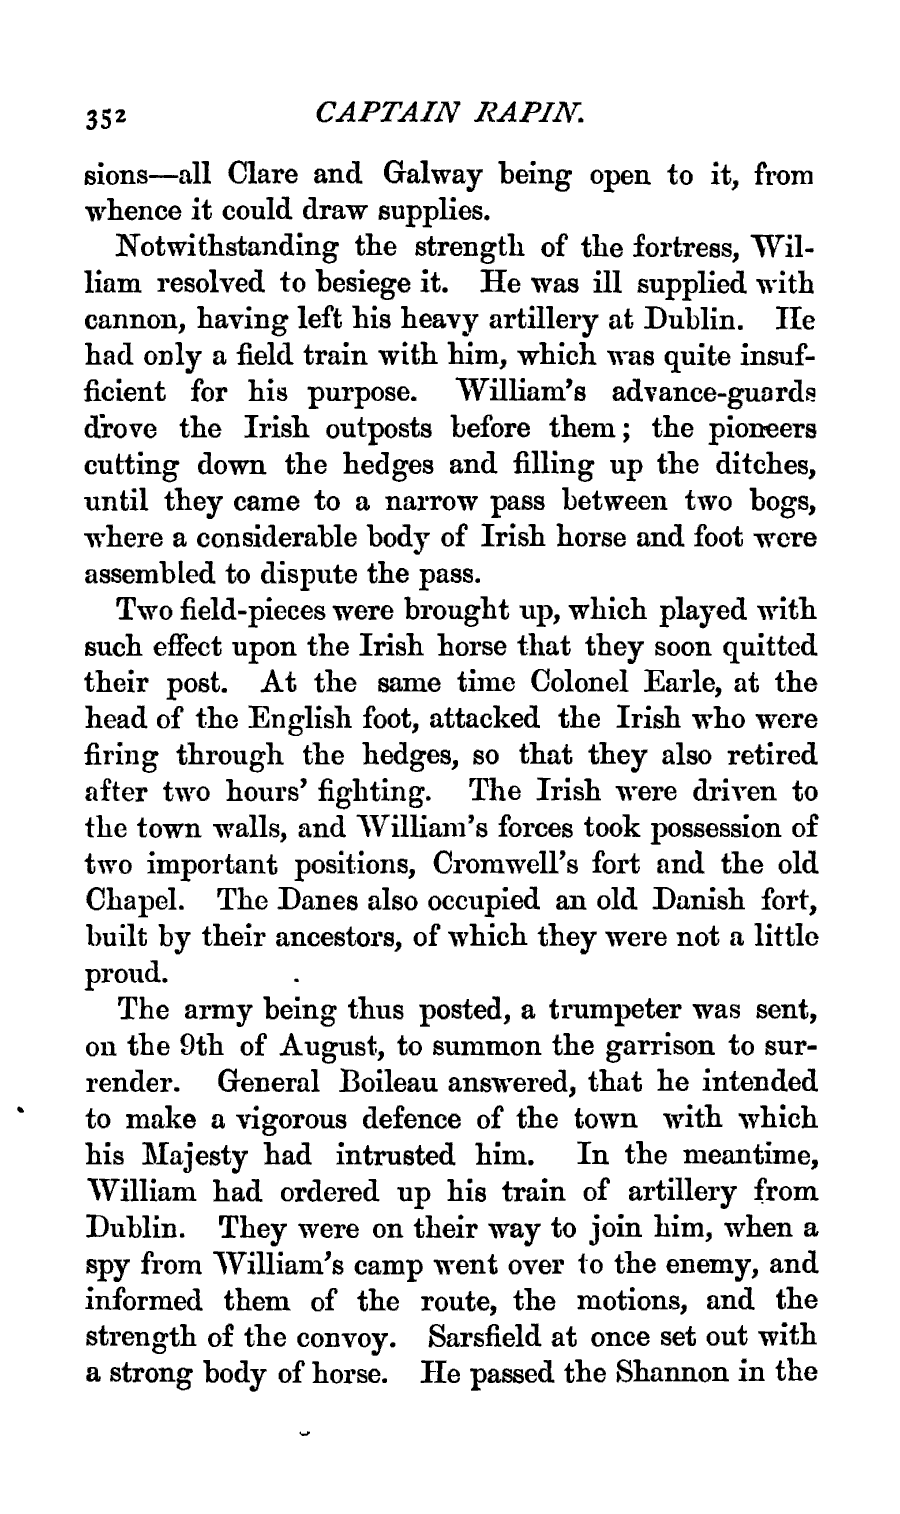 352 CAPTAIN RAPIN.
sions—all Clare and Galway being open to it, from
whence it could draw supplies.
Notwithstanding the strength of the fortress, Wil-
liam resolved to besiege it. He was ill supplied with
cannon, having left his heavy artillery at Dublin. He
had only a field train with him, which was quite insuf-
ficient for his purpose. William's advance-guards
drove the Irish outposts before them; the pioneers
cutting down the hedges and filling up the ditches,
until they came to a narrow pass between two bogs,
where a considerable body of Irish horse and foot were
assembled to dispute the pass.
Two field-pieces were brought up, which played with
such effect upon the Irish horse that they soon quitted
their post. At the same time Colonel Earle, at the
head of the English foot, attacked the Irish who were
firing through the hedges, so that they also retired
after two hours' fighting. The Irish were driven to
the town walls, and William's forces took possession of
two important positions, Cromwell's fort and the old
Chapel. The Danes also occupied an old Danish fort,
built by their ancestors, of which they were not a little
proud.
The army being thus posted, a trumpeter was sent,
on the 9th of August, to summon the garrison to sur-
render. General Boileau answered, that he intended
to make a vigorous defence of the town with which
his Majesty had intrusted him. In the meantime,
William had ordered up his train of artillery from
Dublin. They were on their way to join him, when a
spy from William's camp went over to the enemy, and
informed them of the route, the motions, and the
strength of the convoy. Sarsfield at once set out with
a strong body of horse. He passed the Shannon in the